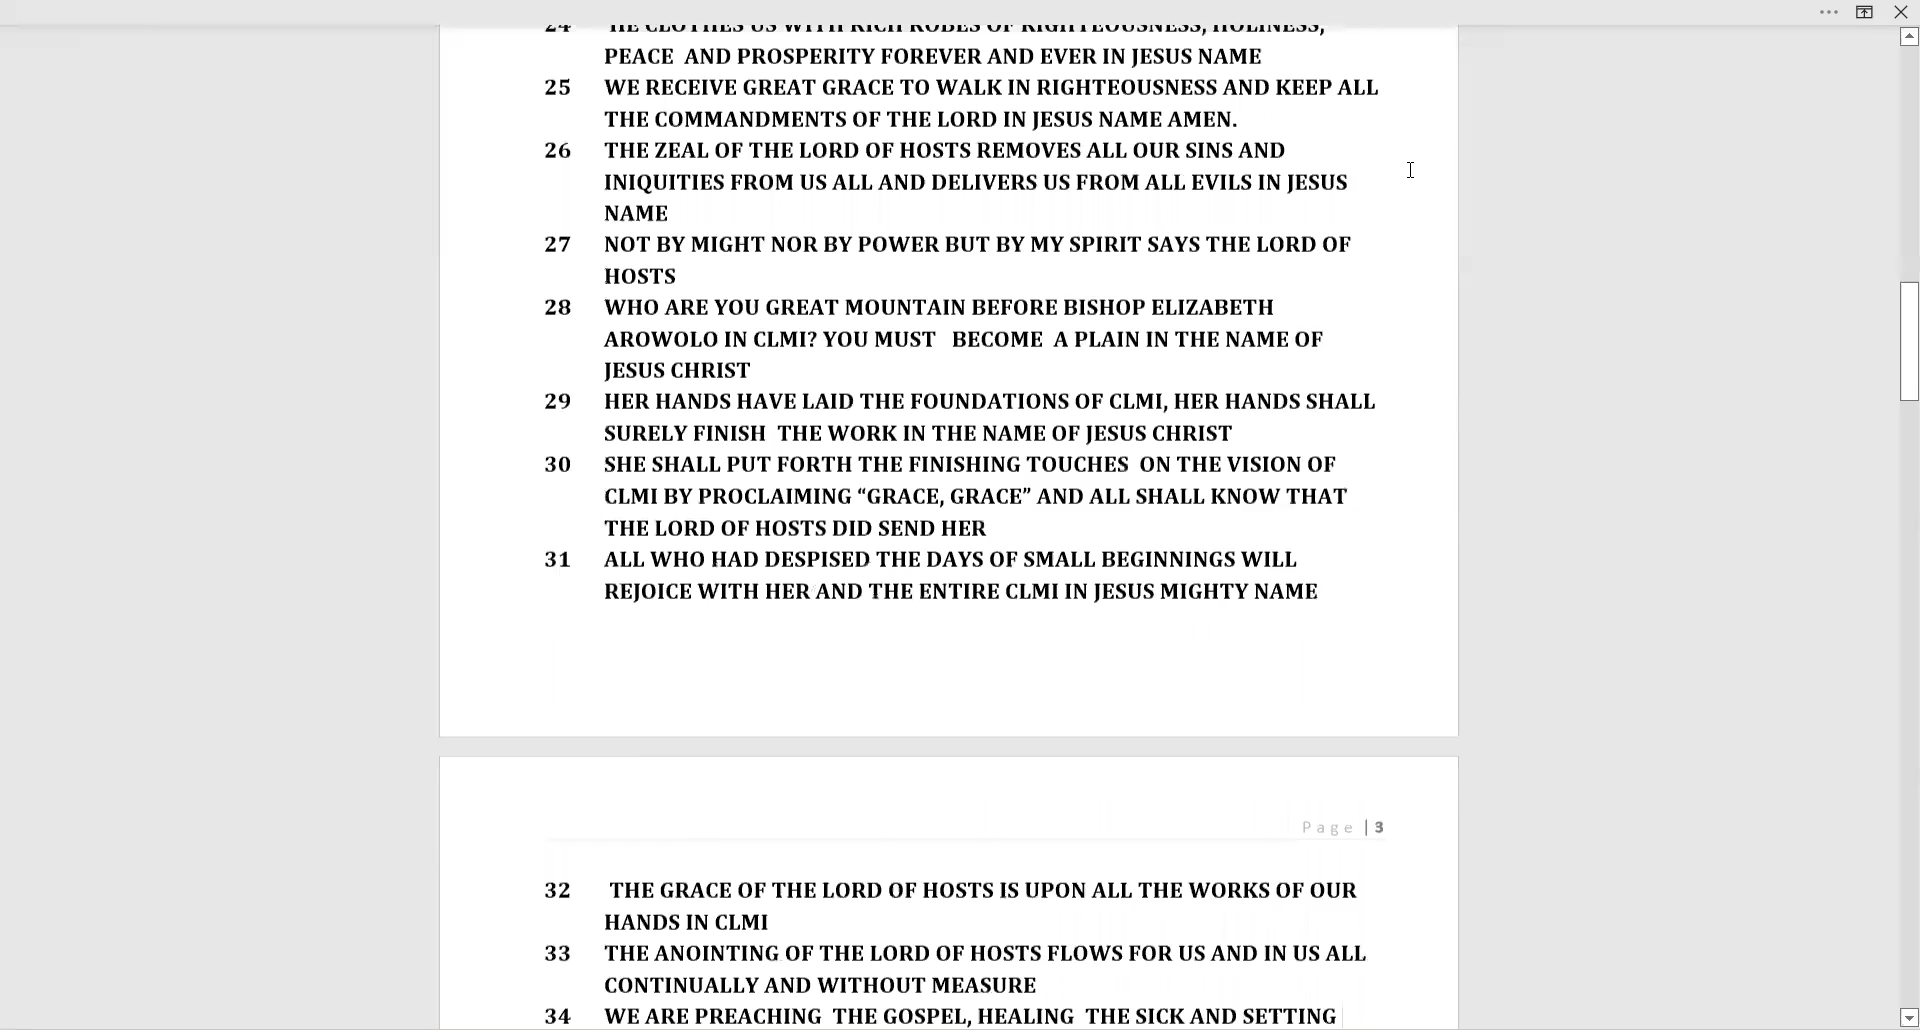 24 HE CLOTHES US WITH RICH ROBES OF RIGHTEOUSNESS, HOLINESS,
PEACE AND PROSPERITY FOREVER AND EVER IN JESUS NAME
25 WE RECEIVE GREAT GRACE TO WALK IN RIGHTEOUSNESS AND KEEP ALL
THE COMMANDMENTS OF THE LORD IN JESUS NAME AMEN.
26 THE ZEAL OF THE LORD OF HOSTS REMOVES ALL OUR SINS AND
INIQUITIES FROM US ALL AND DELIVERS US FROM ALL EVILS IN JESUS
NAME
27 NOT BY MIGHT NOR BY POWER BUT BY MY SPIRIT SAYS THE LORD OF
HOSTS
28 WHO ARE YOU GREAT MOUNTAIN BEFORE BISHOP ELIZABETH
AROWOLO IN CLMI? YOU MUST BECOME A PLAIN IN THE NAME OF
JESUS CHRIST
29 HER HANDS HAVE LAID THE FOUNDATIONS OF CLMI, HER HANDS SHALL
SURELY FINISH THE WORK IN THE NAME OF JESUS CHRIST
30 SHE SHALL PUT FORTH THE FINISHING TOUCHES ON THE VISION OF
CLMI BY PROCLAIMING “GRACE, GRACE” AND ALL SHALL KNOW THAT
THE LORD OF HOSTS DID SEND HER
31 ALL WHO HAD DESPISED THE DAYS OF SMALL BEGINNINGS WILL
REJOICE WITH HER AND THE ENTIRE CLMI IN JESUS MIGHTY NAME
Page | 3
32 THE GRACE OF THE LORD OF HOSTS IS UPON ALL THE WORKS OF OUR
HANDS IN CLMI
33 THE ANOINTING OF THE LORD OF HOSTS FLOWS FOR US AND IN US ALL
CONTINUALLY AND WITHOUT MEASURE
34 WE ARE PREACHING THE GOSPEL, HEALING THE SICK AND SETTING